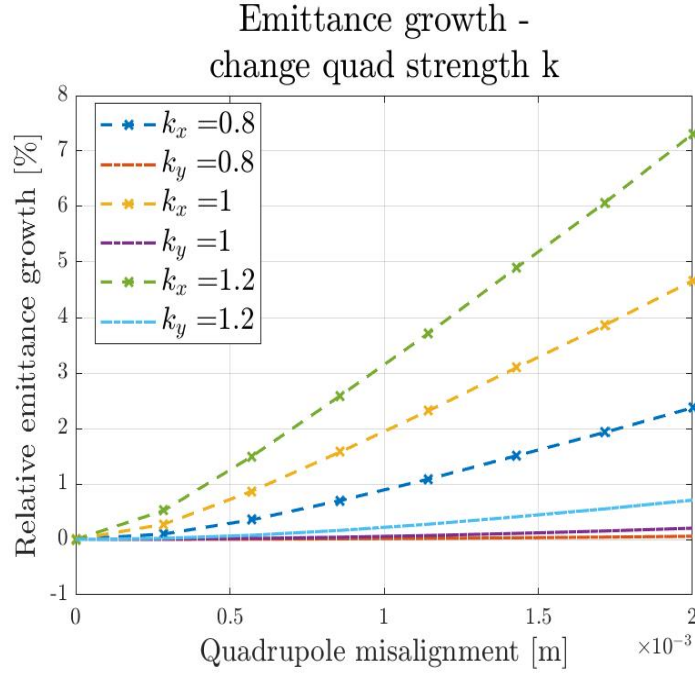 Emittance growth -
change quad strength k
8
7
6
5
4
3
2
1
0
-1
Relative emittance growth [%]
k_x =0.8
k_y =0.8
k_x =1
k_y =1
k_x =1.2
k_y =1.2
0 0.5 1 1.5 2
×10⁻³
Quadrupole misalignment [m]